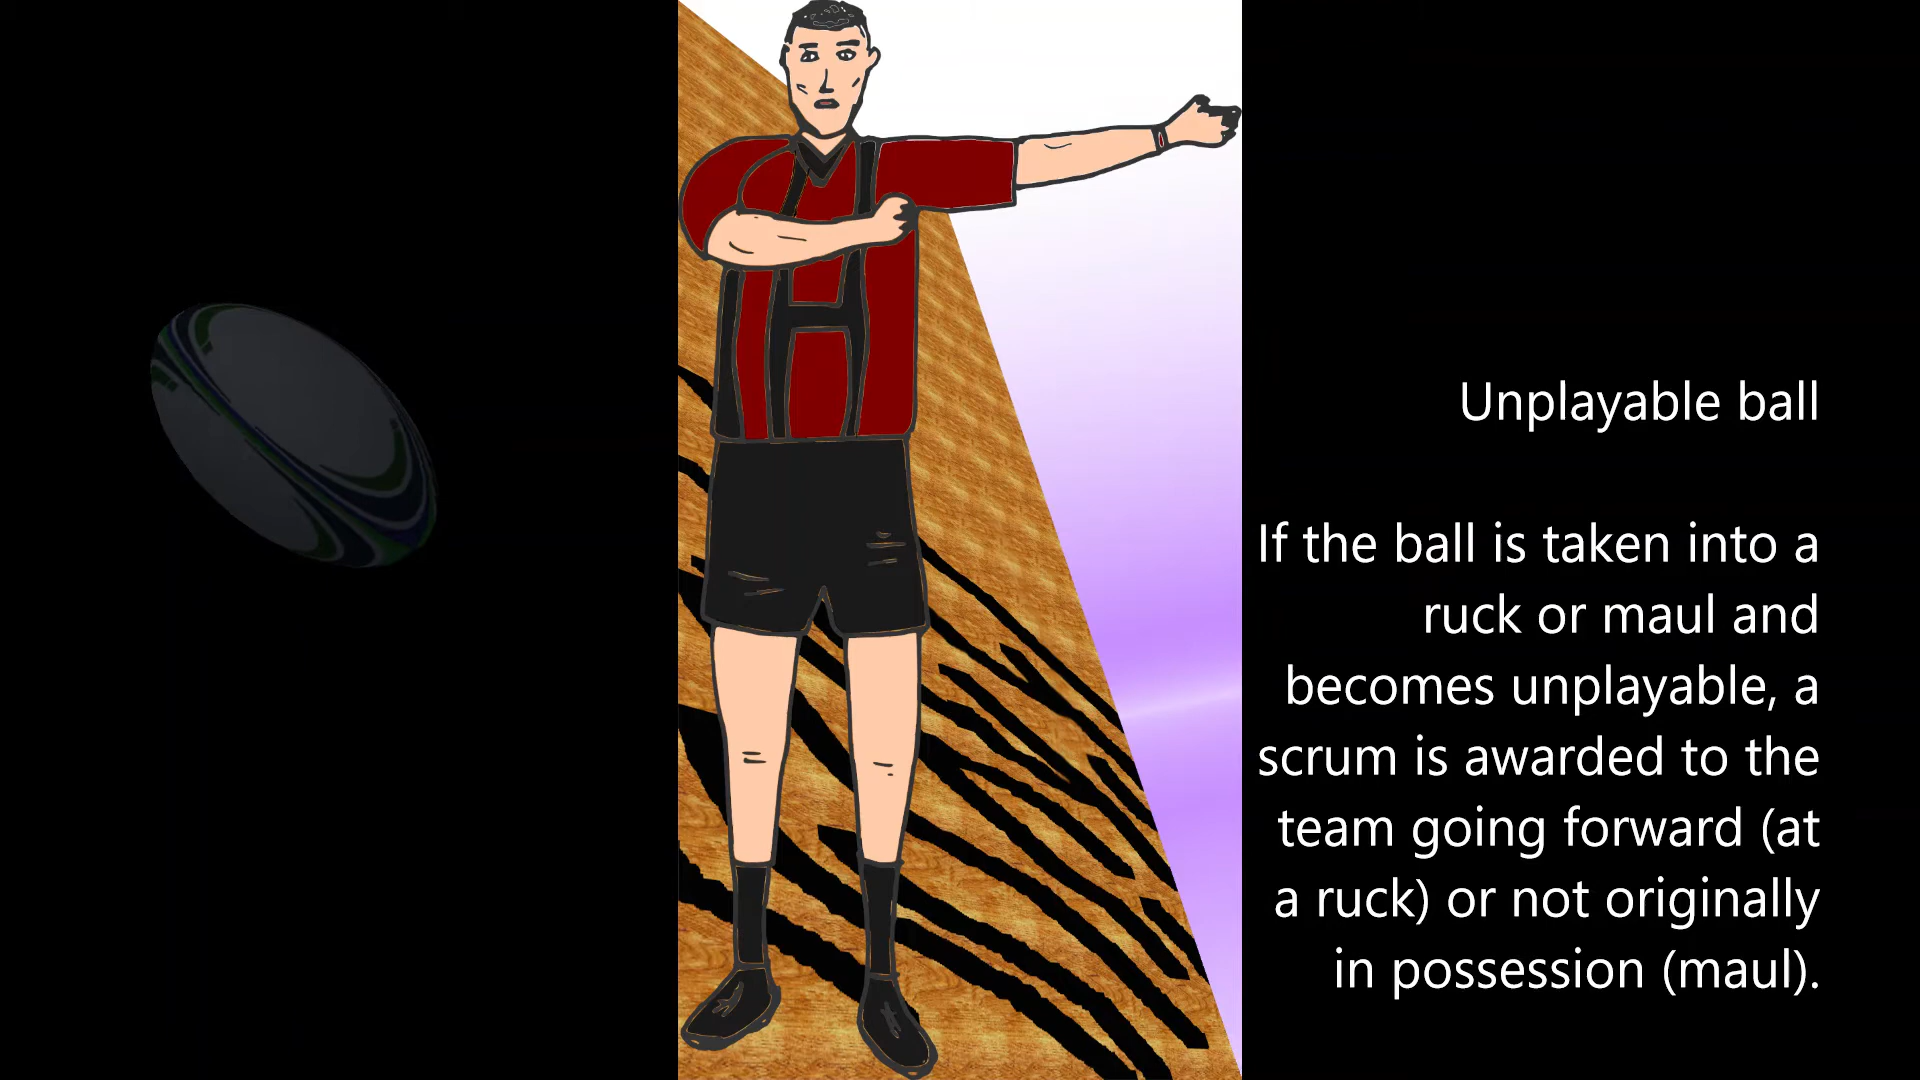 Unplayable ball
If the ball is taken into a
ruck or maul and
becomes unplayable, a
scrum is awarded to the
team going forward (at
a ruck) or not originally
in possession (maul).